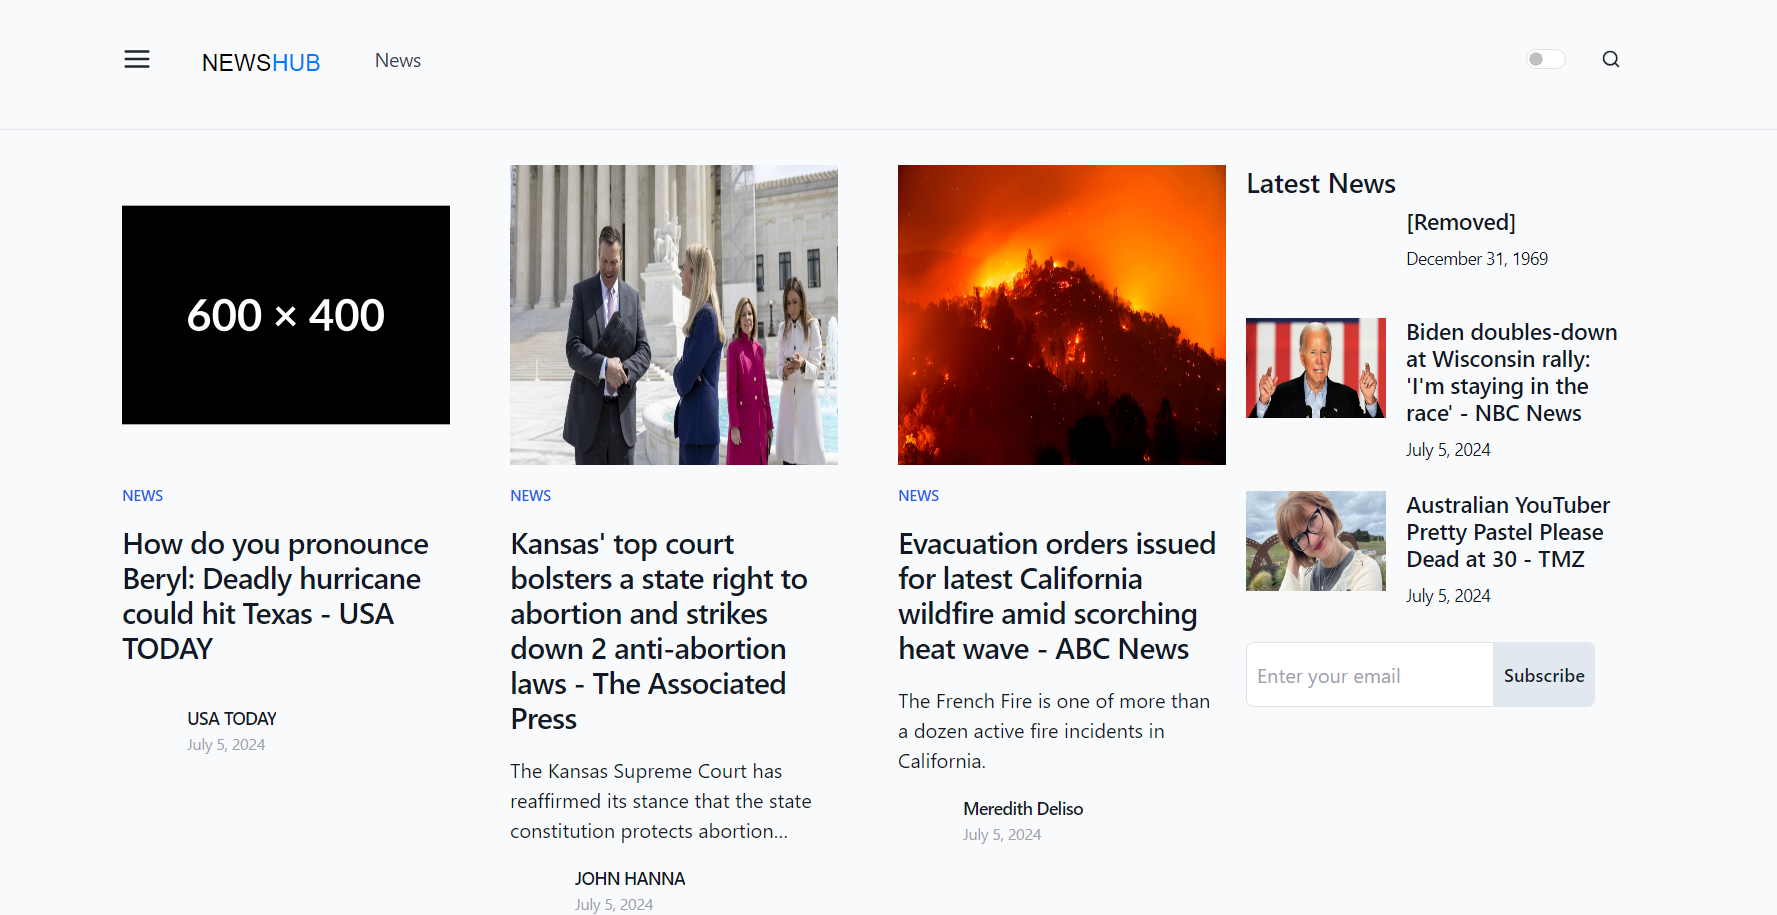 NEWSHUB
News
600 × 400
NEWS
How do you pronounce
Beryl: Deadly hurricane
could hit Texas - USA
TODAY
USA TODAY
July 5, 2024
NEWS
Kansas' top court
bolsters a state right to
abortion and strikes
down 2 anti-abortion
laws - The Associated
Press
The Kansas Supreme Court has
reaffirmed its stance that the state
constitution protects abortion...
JOHN HANNA
July 5, 2024
NEWS
Evacuation orders issued
for latest California
wildfire amid scorching
heat wave - ABC News
The French Fire is one of more than
a dozen active fire incidents in
California.
Meredith Deliso
July 5, 2024
Latest News
[Removed]
December 31, 1969
Biden doubles-down
at Wisconsin rally:
'I'm staying in the
race' - NBC News
July 5, 2024
Australian YouTuber
Pretty Pastel Please
Dead at 30 - TMZ
July 5, 2024
Enter your email
Subscribe